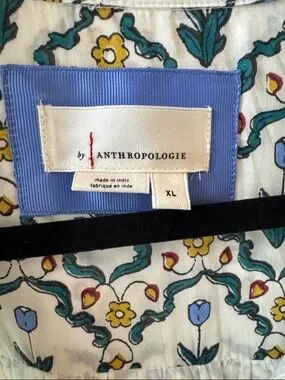 by ANTHROPOLOGIE
made in india
fabriqué en inde
XL